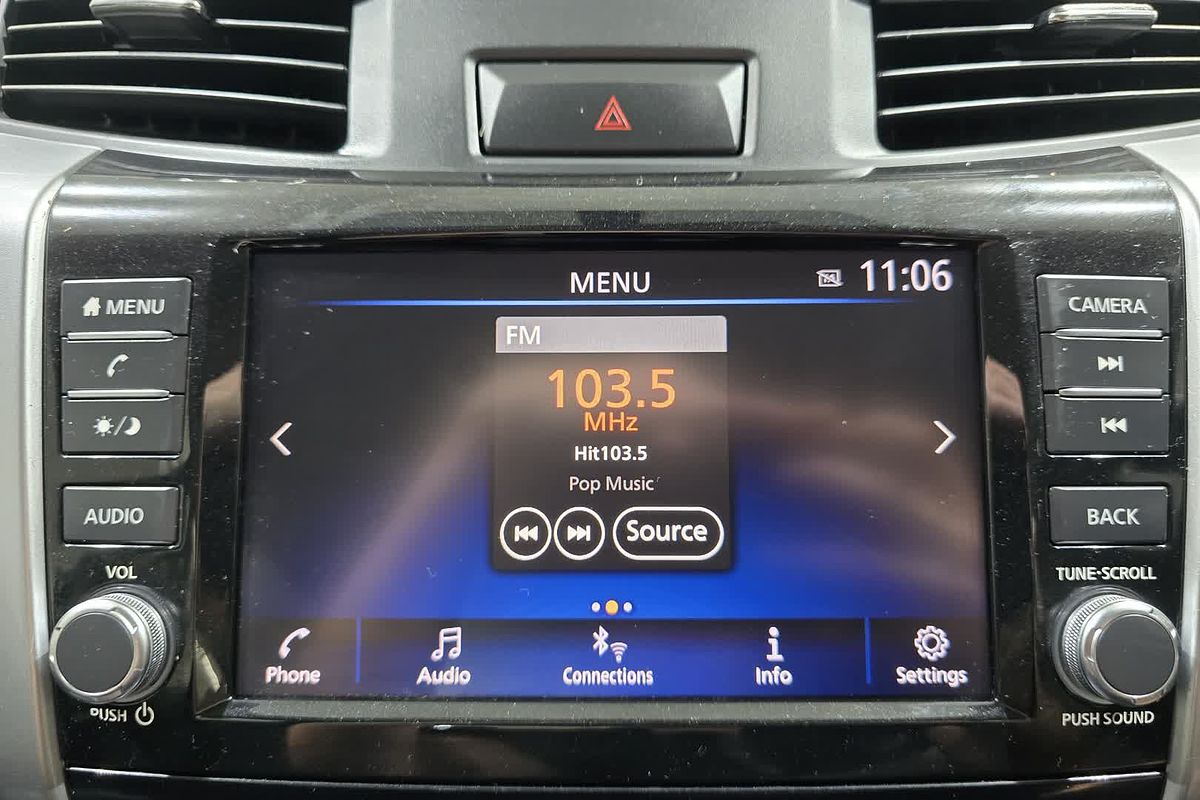 MENU
11:06
MENU
FM
103.5
MHz
Hit103.5
Pop Music
Source
Phone
Audio
Connections
Info
Settings
AUDIO
VOL
PUSH
CAMERA
BACK
TUNE·SCROLL
PUSH SOUND